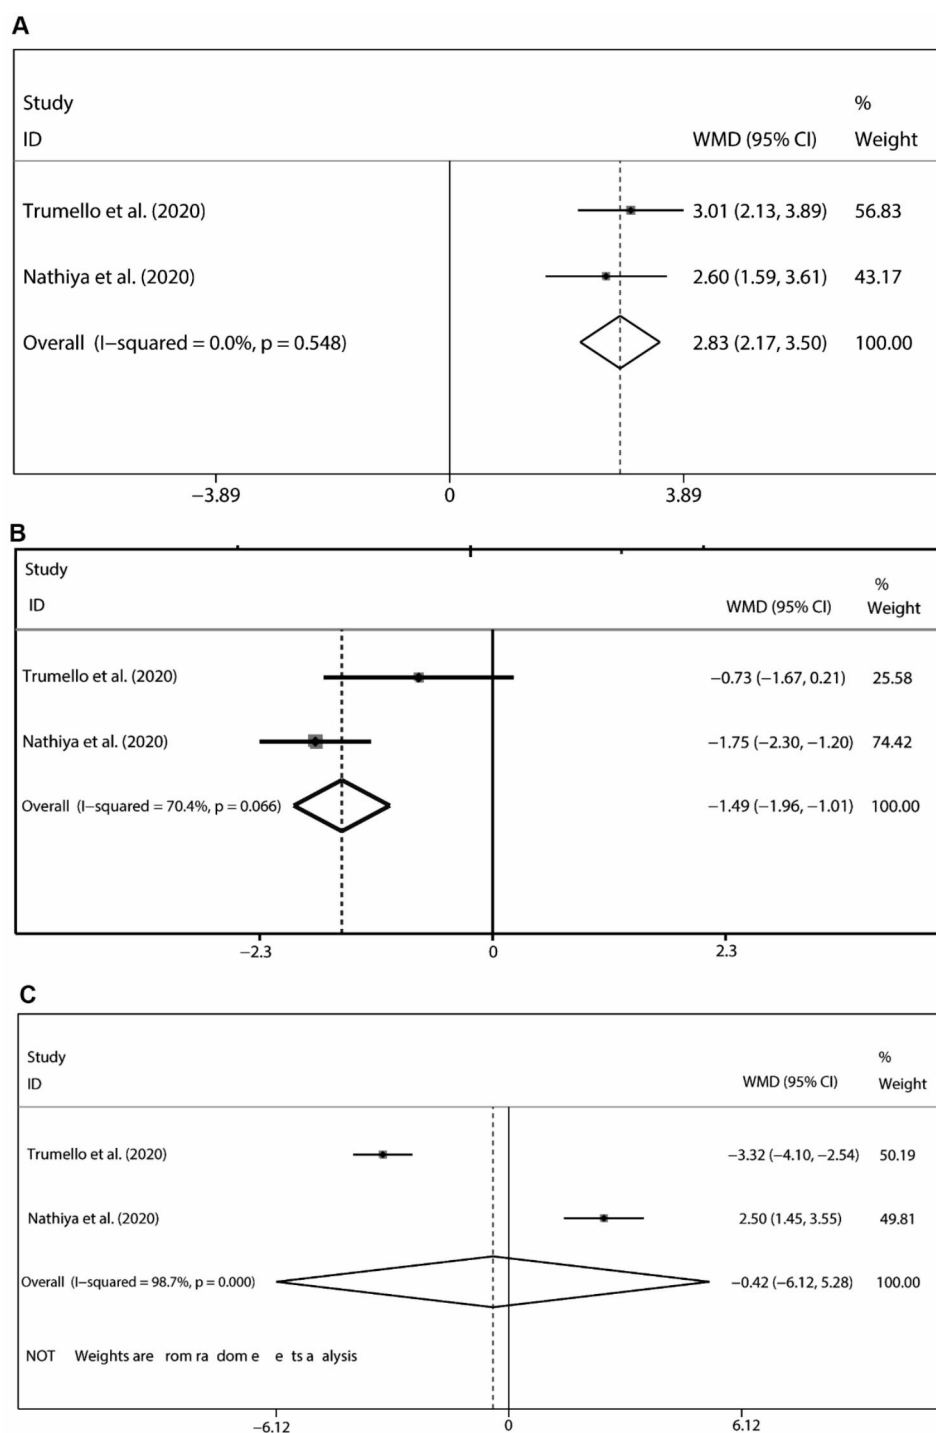 A
Study %
ID WMD (95% CI) Weight
Trumello et al. (2020) 3.01 (2.13, 3.89) 56.83
Nathiya et al. (2020) 2.60 (1.59, 3.61) 43.17
Overall (I−squared = 0.0%, p = 0.548) 2.83 (2.17, 3.50) 100.00
−3.89 0 3.89
B
Study %
ID WMD (95% CI) Weight
Trumello et al. (2020) −0.73 (−1.67, 0.21) 25.58
Nathiya et al. (2020) −1.75 (−2.30, −1.20) 74.42
Overall (I−squared = 70.4%, p = 0.066) −1.49 (−1.96, −1.01) 100.00
−2.3 0 2.3
C
Study %
ID WMD (95% CI) Weight
Trumello et al. (2020) −3.32 (−4.10, −2.54) 50.19
Nathiya et al. (2020) 2.50 (1.45, 3.55) 49.81
Overall (I−squared = 98.7%, p = 0.000) −0.42 (−6.12, 5.28) 100.00
NOT Weights are rom ra dom e e ts a alysis
−6.12 0 6.12